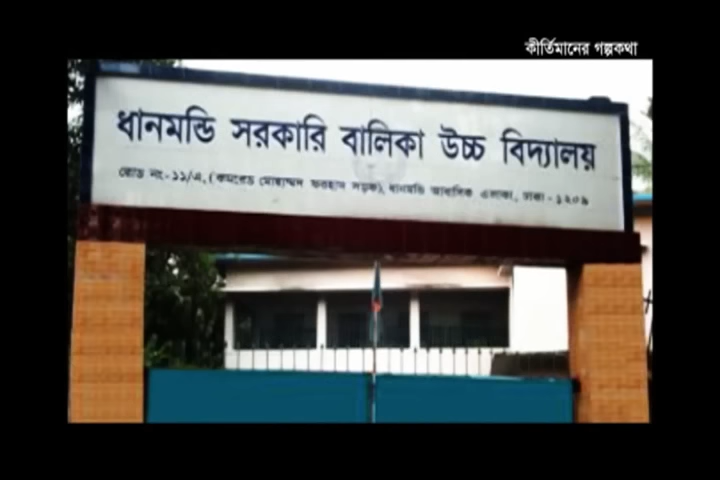 কীর্তিমানের গল্পকথা
ধানমন্ডি সরকারি বালিকা উচ্চ বিদ্যালয়
রোড নং-১১/এ, (কমরেড মোহাম্মদ ফরহাদ সড়ক), ধানমন্ডি আবাসিক এলাকা, ঢাকা-১২০৯